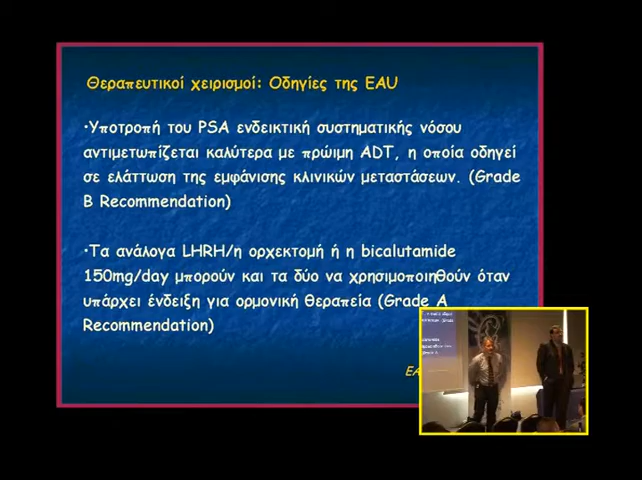 Θεραπευτικοί χειρισμοί: Οδηγίες της EAU
•Υποτροπή του PSA ενδεικτική συστηματικής νόσου
αντιμετωπίζεται καλύτερα με πρώιμη ADT, η οποία οδηγεί
σε ελάττωση της εμφάνισης κλινικών μεταστάσεων. (Grade
B Recommendation)
•Τα ανάλογα LHRH/η ορχεκτομή ή η bicalutamide
150mg/day μπορούν και τα δύο να χρησιμοποιηθούν όταν
υπάρχει ένδειξη για ορμονική θεραπεία (Grade A
Recommendation)